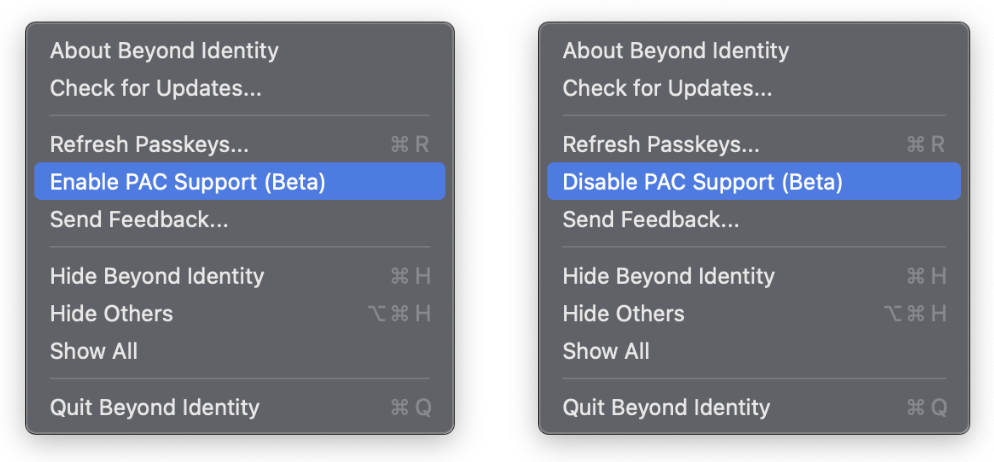 About Beyond Identity
Check for Updates...
Refresh Passkeys... ⌘ R
Enable PAC Support (Beta)
Send Feedback...
Hide Beyond Identity ⌘ H
Hide Others ⌥ ⌘ H
Show All
Quit Beyond Identity ⌘ Q
About Beyond Identity
Check for Updates...
Refresh Passkeys... ⌘ R
Disable PAC Support (Beta)
Send Feedback...
Hide Beyond Identity ⌘ H
Hide Others ⌥ ⌘ H
Show All
Quit Beyond Identity ⌘ Q